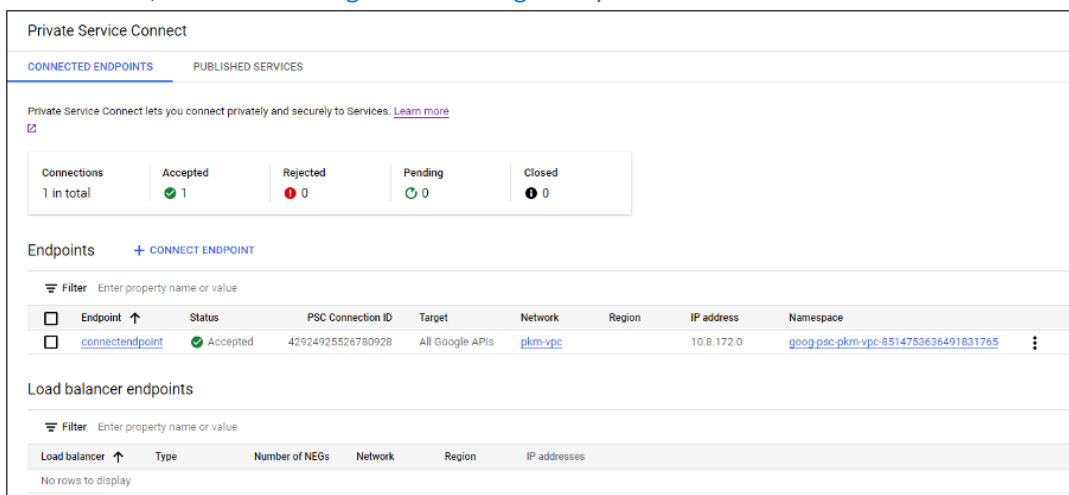 Private Service Connect
CONNECTED ENDPOINTS PUBLISHED SERVICES
Private Service Connect lets you connect privately and securely to Services. Learn more
Connections Accepted Rejected Pending Closed
1 in total 1 0 0 0
Endpoints + CONNECT ENDPOINT
Filter Enter property name or value
Endpoint Status PSC Connection ID Target Network Region IP address Namespace
connectendpoint Accepted 42924925526780928 All Google APIs pkm-vpc 10.8.172.0 goog-psc-pkm-vpc-8514753636491831765
Load balancer endpoints
Filter Enter property name or value
Load balancer Type Number of NEGs Network Region IP addresses
No rows to display